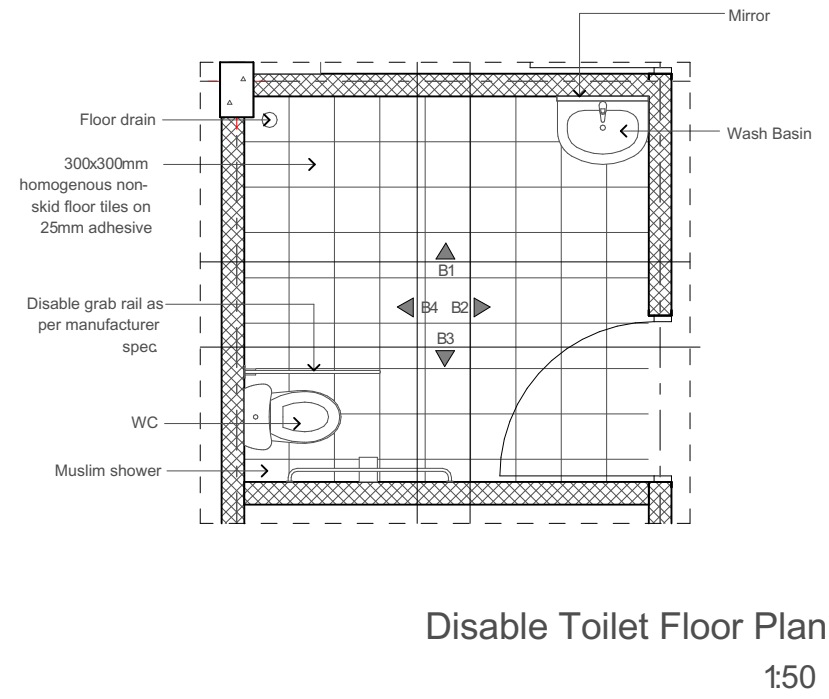 Mirror
Floor drain
Wash Basin
300x300mm
homogenous non-
skid floor tiles on
25mm adhesive
B1
B4 B2
B3
Disable grab rail as
per manufacturer
spec.
WC
Muslim shower
Disable Toilet Floor Plan
1:50